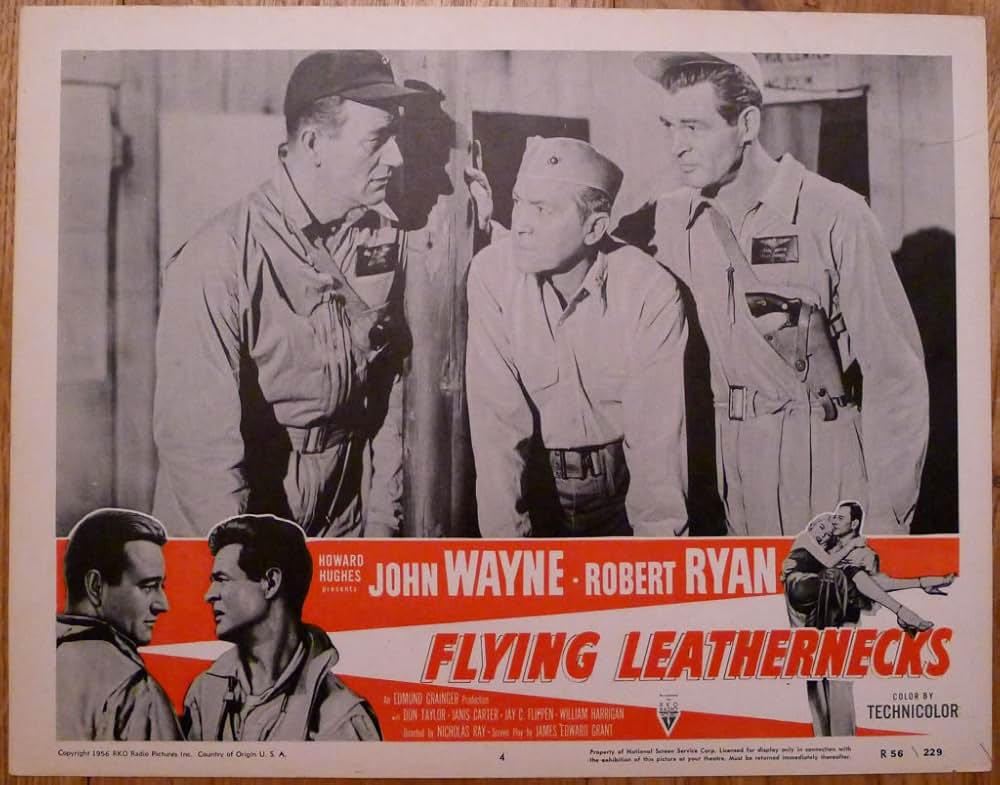 HOWARD
HUGHES
presents
JOHN WAYNE · ROBERT RYAN
FLYING LEATHERNECKS
An EDMUND GRAINGER Production
with DON TAYLOR · JANIS CARTER · JAY C. FLIPPEN · WILLIAM HARRIGAN
Directed by NICHOLAS RAY · Screen Play by JAMES EDWARD GRANT
RKO
RADIO
COLOR BY
TECHNICOLOR
Copyright 1956 RKO Radio Pictures Inc. Country of Origin U. S. A.
4
Property of National Screen Service Corp. Licensed for display only in connection with
the exhibition of this picture at your theatre. Must be returned immediately thereafter.
R 56 \ 229